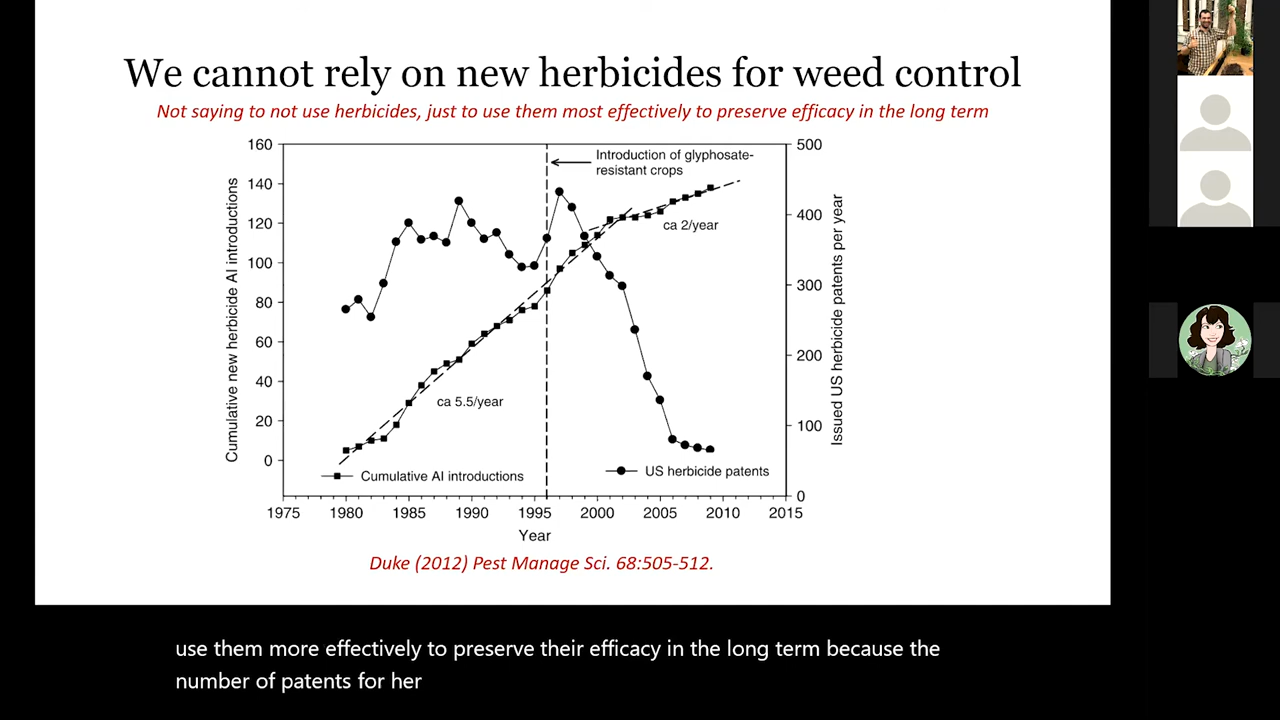 We cannot rely on new herbicides for weed control
Not saying to not use herbicides, just to use them most effectively to preserve efficacy in the long term
160
140
120
100
80
60
40
20
0
Cumulative new herbicide AI introductions
500
400
300
200
100
0
Issued US herbicide patents per year
Introduction of glyphosate-
resistant crops
ca 2/year
ca 5.5/year
Cumulative AI introductions
US herbicide patents
1975 1980 1985 1990 1995 2000 2005 2010 2015
Year
Duke (2012) Pest Manage Sci. 68:505-512.
use them more effectively to preserve their efficacy in the long term because the
number of patents for her